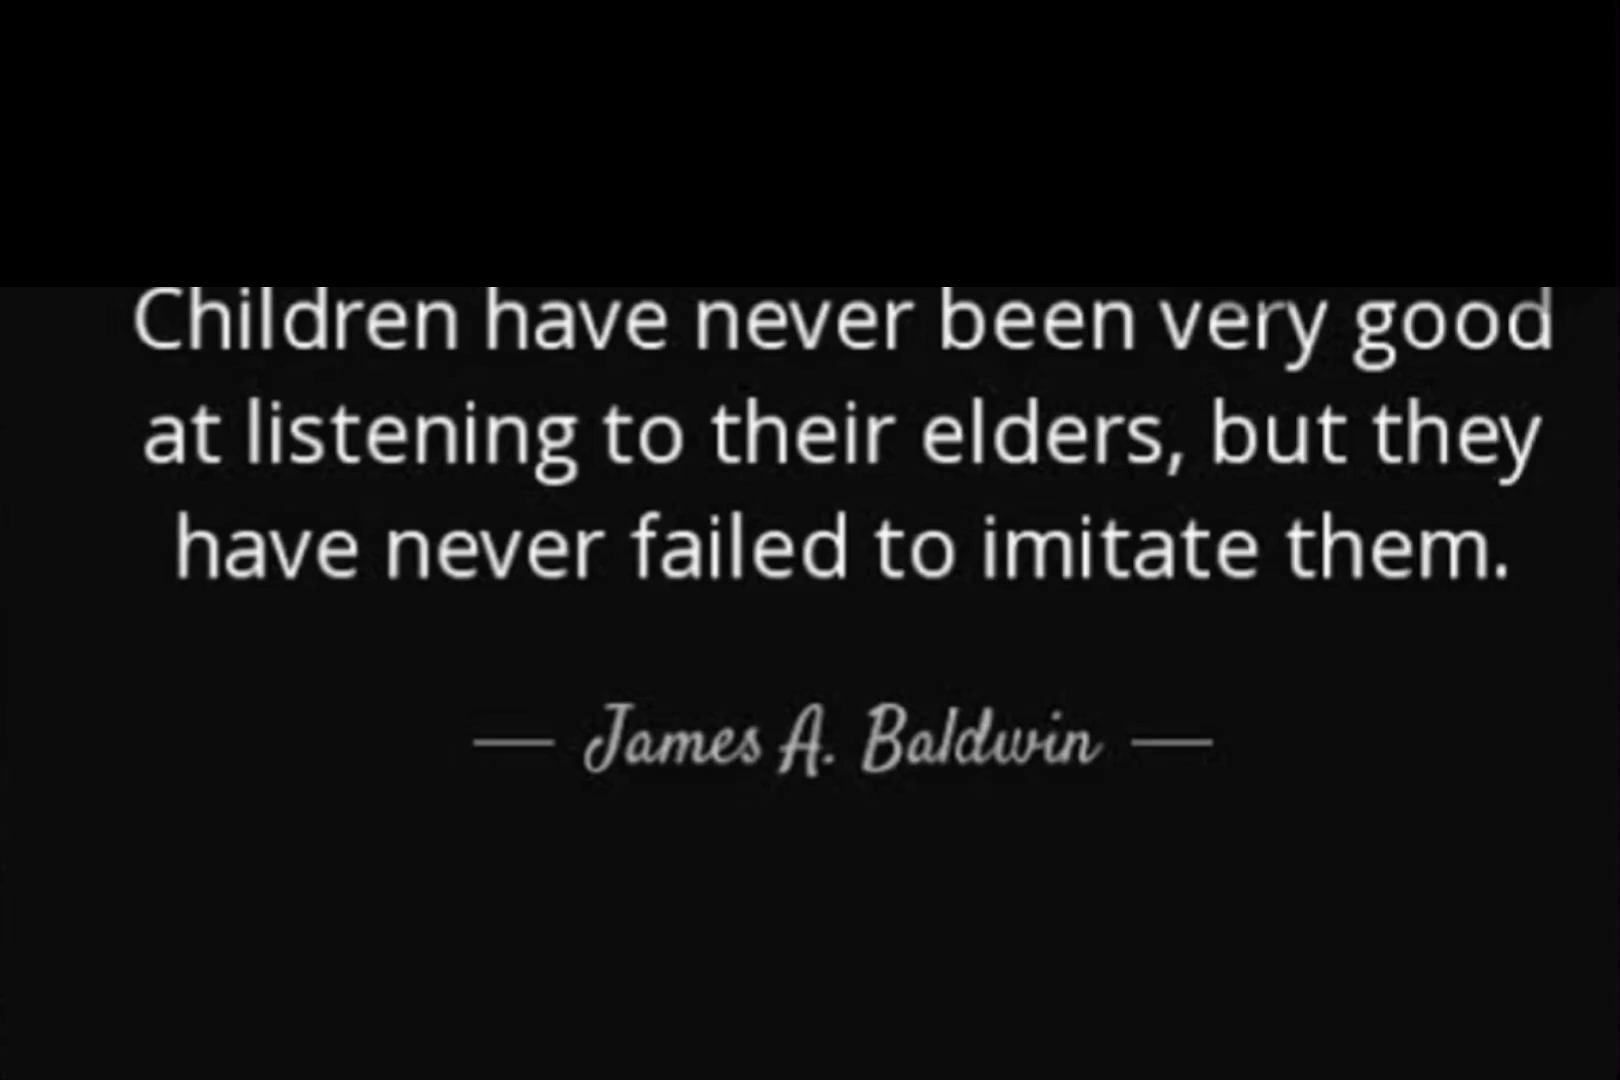 Children have never been very good
at listening to their elders, but they
have never failed to imitate them.
— James A. Baldwin —